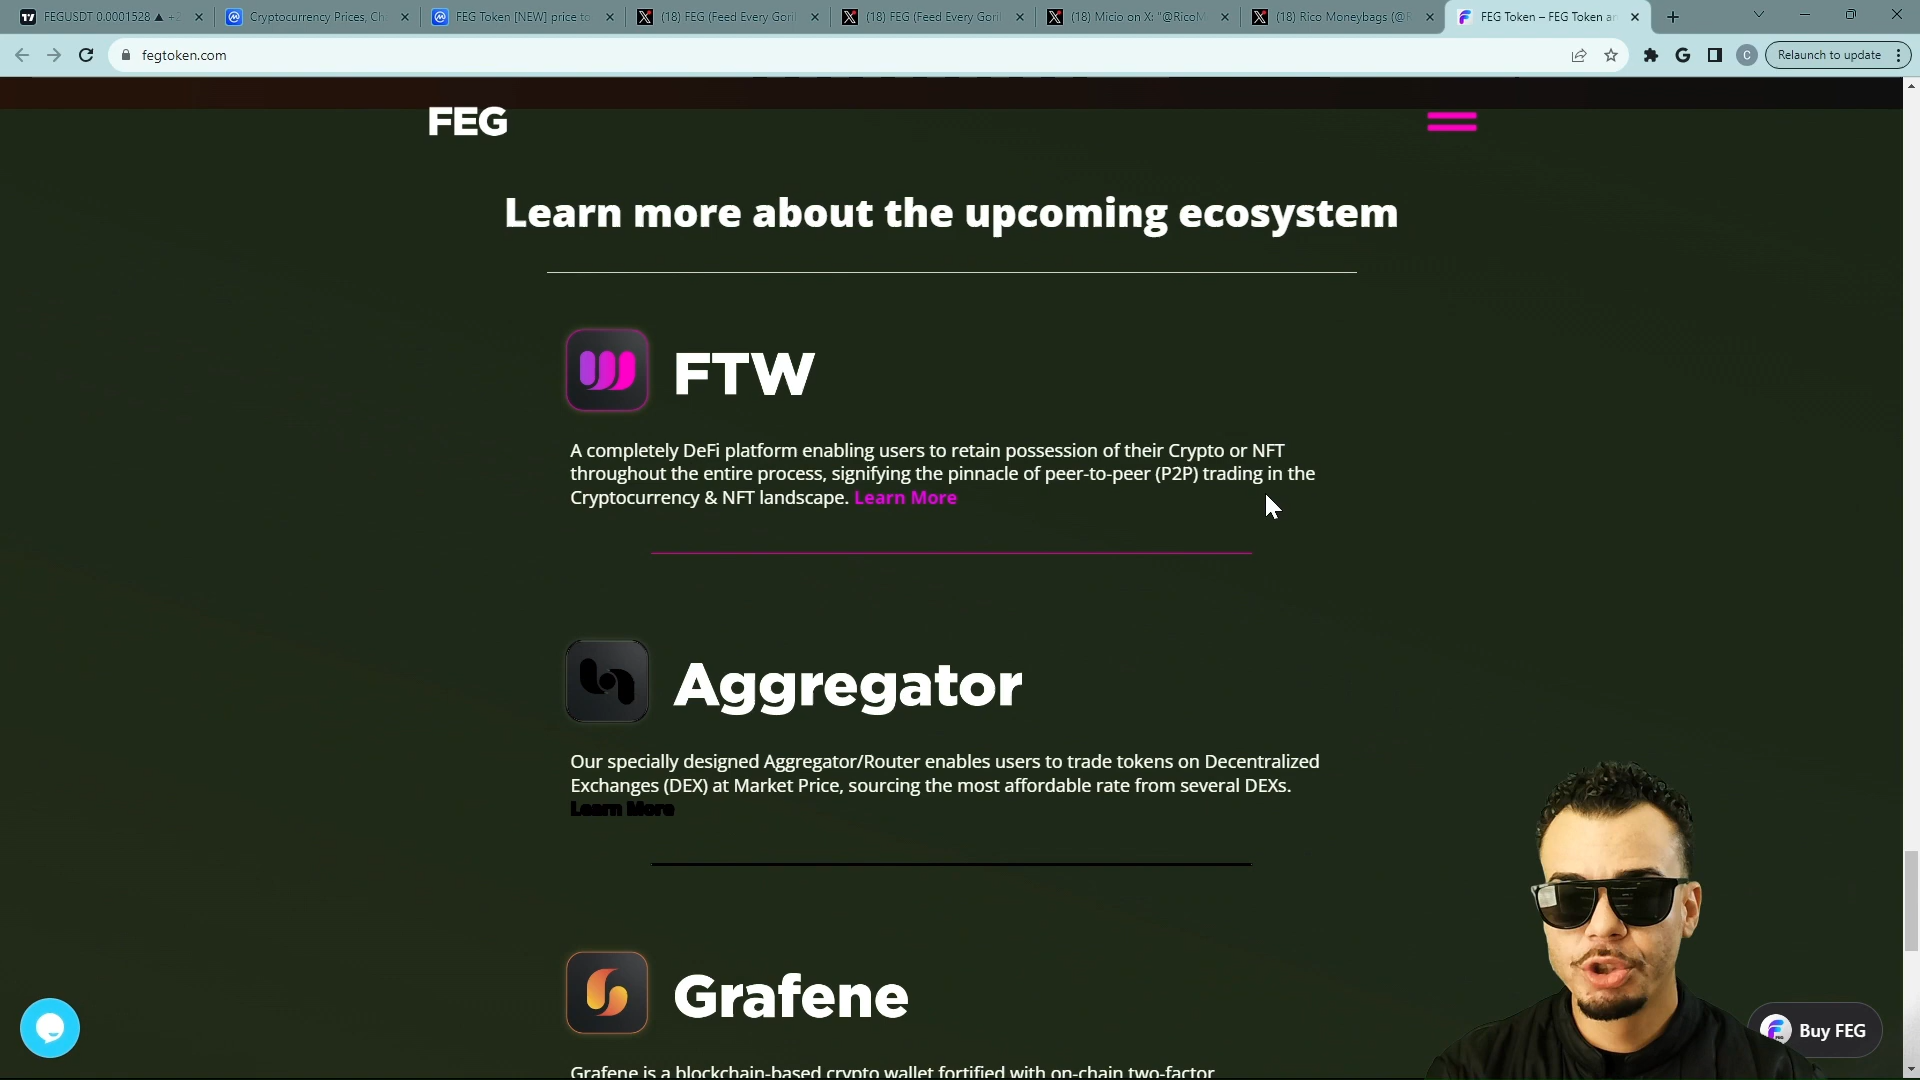 FEGUSDT 0.0001528 ▲ +2
Cryptocurrency Prices, Ch
FEG Token [NEW] price to
(18) FEG (Feed Every Goril
(18) FEG (Feed Every Goril
(18) Micio on X: "@RicoM
(18) Rico Moneybags (@R
FEG Token – FEG Token an
fegtoken.com
C
Relaunch to update
FEG
Learn more about the upcoming ecosystem
FTW
A completely DeFi platform enabling users to retain possession of their Crypto or NFT
throughout the entire process, signifying the pinnacle of peer-to-peer (P2P) trading in the
Cryptocurrency & NFT landscape. Learn More
Aggregator
Our specially designed Aggregator/Router enables users to trade tokens on Decentralized
Exchanges (DEX) at Market Price, sourcing the most affordable rate from several DEXs.
Learn More
Grafene
Buy FEG
Grafene is a blockchain-based crypto wallet fortified with on-chain two-factor